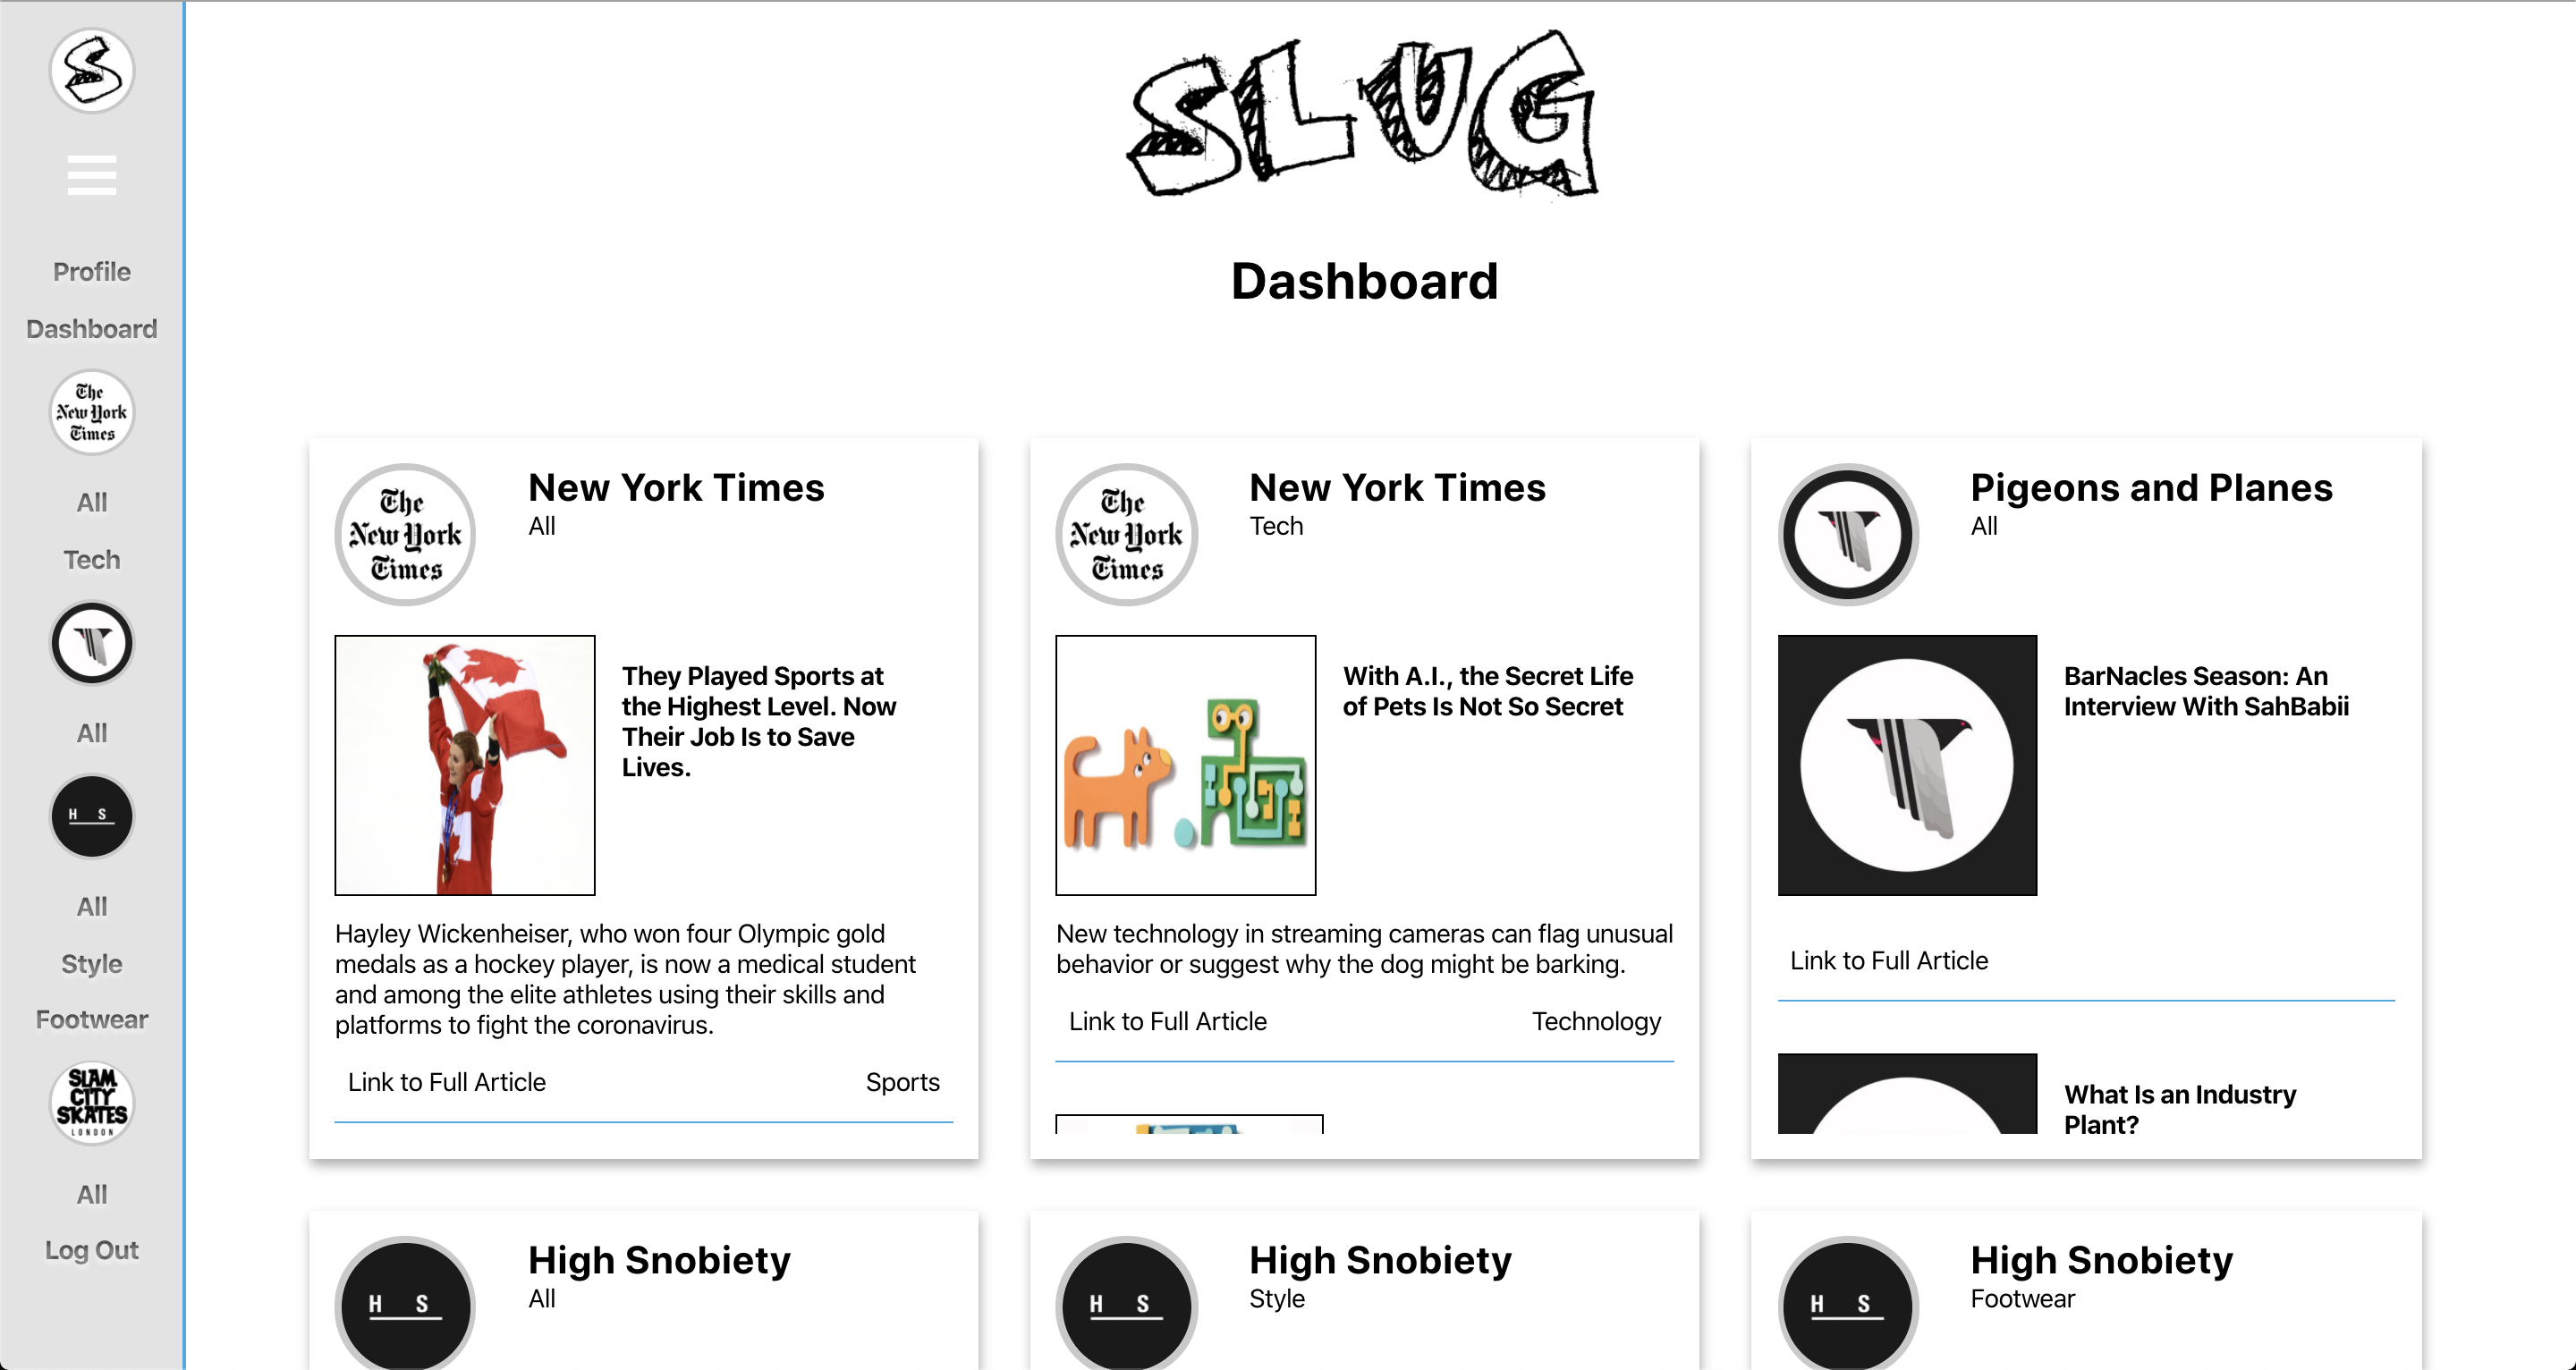 S
Profile
Dashboard
The
New York
Times
All
Tech
All
H S
All
Style
Footwear
SLAM
CITY
SKATES
LONDON
All
Log Out
SLUG
Dashboard
The
New York
Times
New York Times
All
They Played Sports at
the Highest Level. Now
Their Job Is to Save
Lives.
Hayley Wickenheiser, who won four Olympic gold
medals as a hockey player, is now a medical student
and among the elite athletes using their skills and
platforms to fight the coronavirus.
Link to Full Article
Sports
The
New York
Times
New York Times
Tech
With A.I., the Secret Life
of Pets Is Not So Secret
New technology in streaming cameras can flag unusual
behavior or suggest why the dog might be barking.
Link to Full Article
Technology
Pigeons and Planes
All
BarNacles Season: An
Interview With SahBabii
Link to Full Article
What Is an Industry
Plant?
H S
High Snobiety
All
H S
High Snobiety
Style
H S
High Snobiety
Footwear